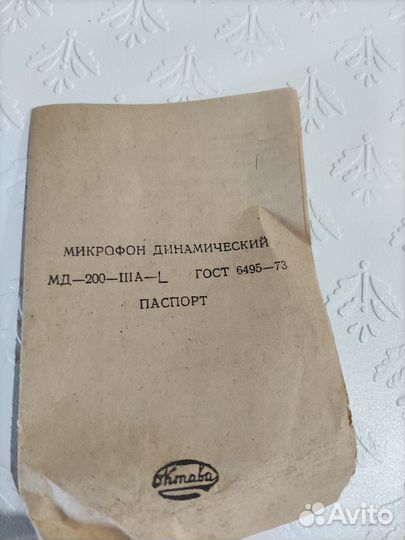 МИКРОФОН ДИНАМИЧЕСКИЙ
МД—200—IIIА—L ГОСТ 6495—73
ПАСПОРТ
Октава
Avito